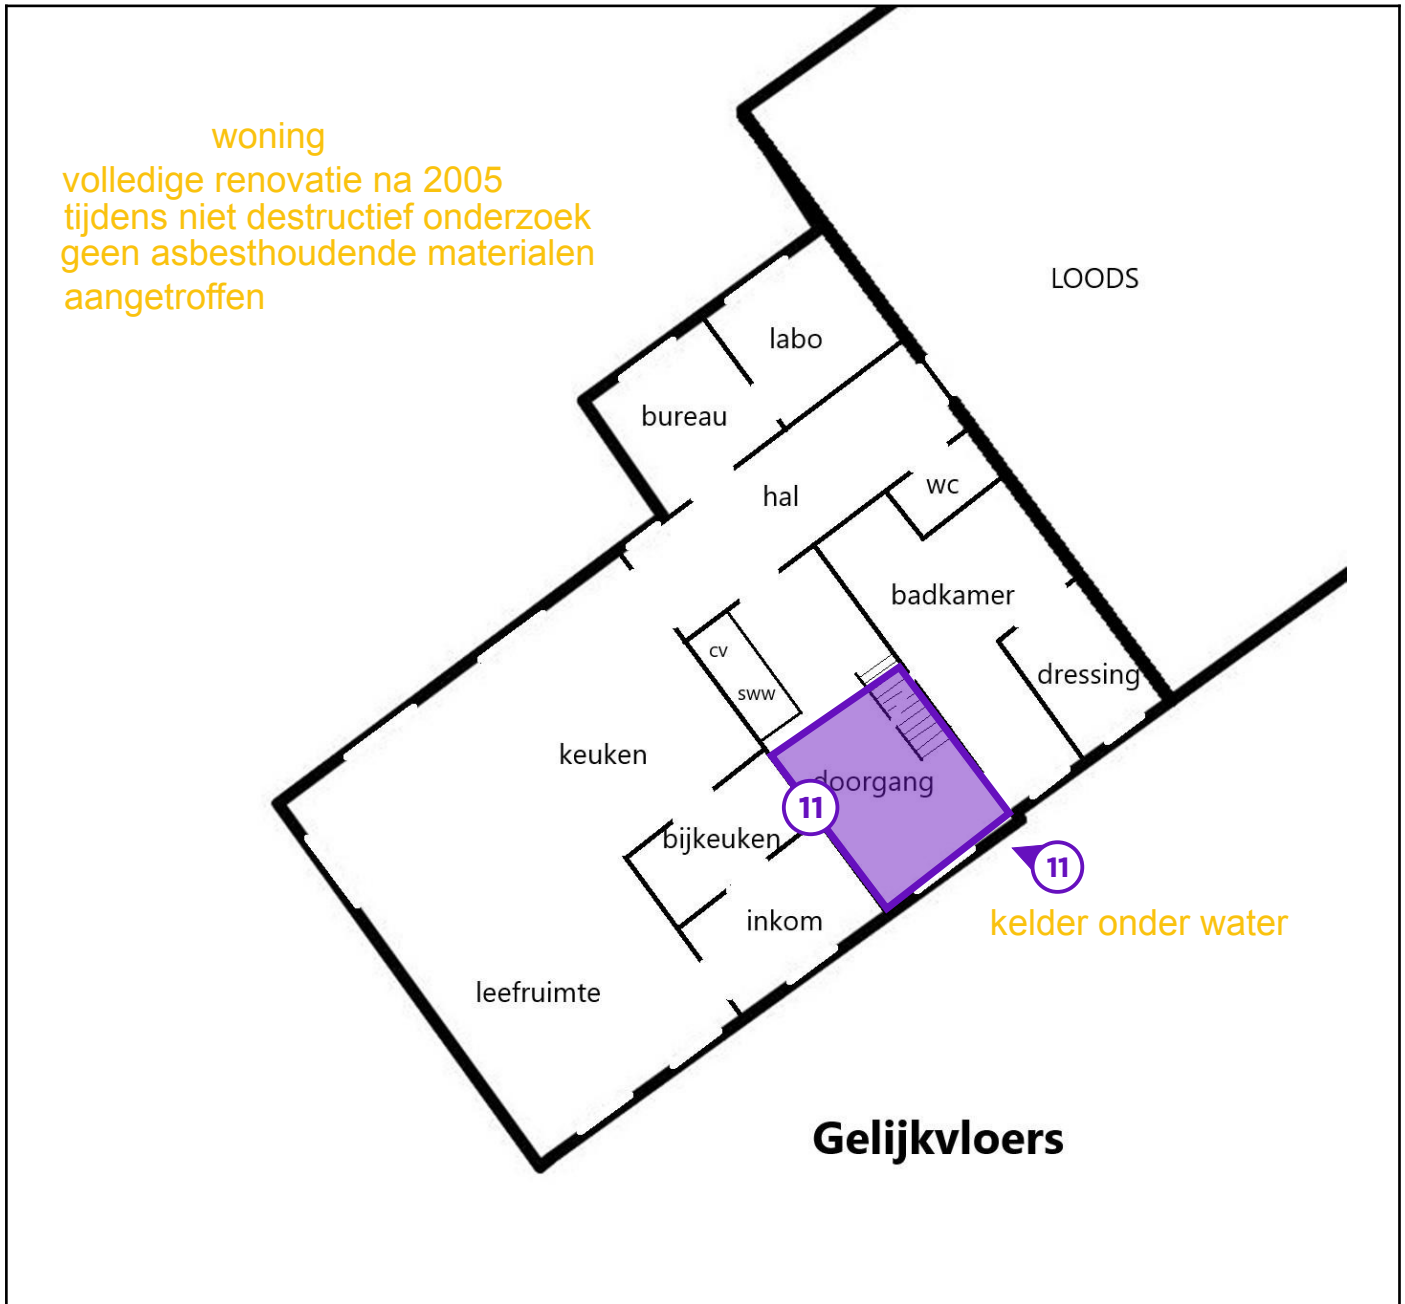 woning
volledige renovatie na 2005
tijdens niet destructief onderzoek
geen asbesthoudende materialen
aangetroffen
LOODS
labo
bureau
hal
wc
badkamer
cv
sww
dressing
keuken
doorgang
11
bijkeuken
11
inkom
kelder onder water
leefruimte
Gelijkvloers